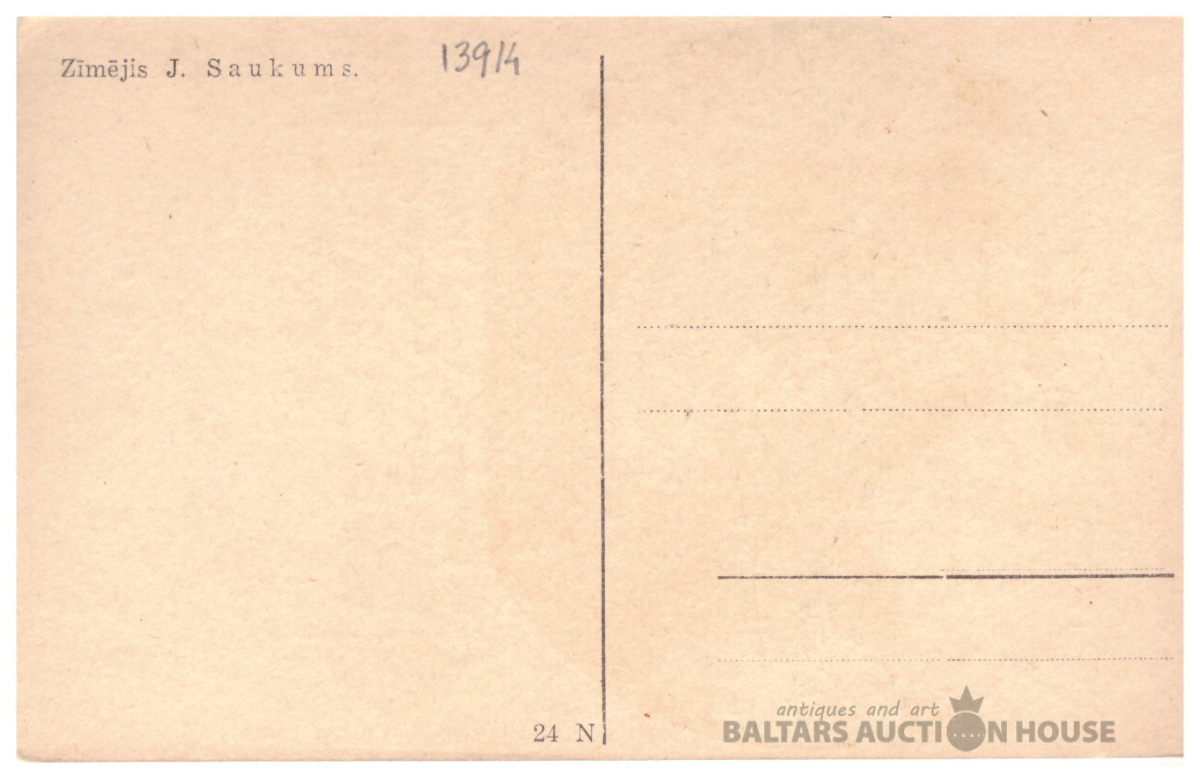 Zīmējis J. Saukums.
13914
24 N
antiques and art
BALTARS AUCTION HOUSE